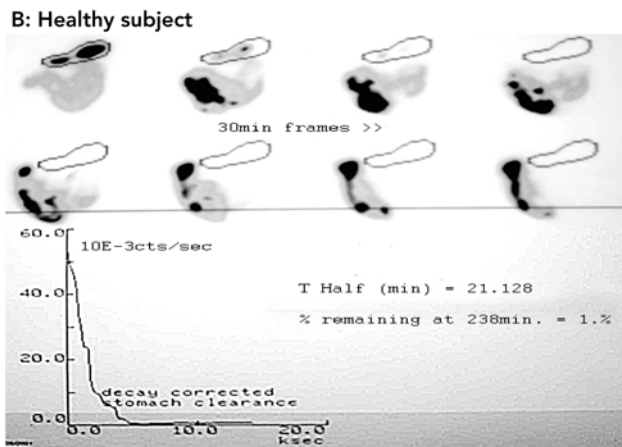 B: Healthy subject
30min frames >>
60.0
10E-3cts/sec
40.0
20.0
0.0
T Half (min) = 21.128
% remaining at 238min. = 1.%
decay corrected
stomach clearance
0.0
10.0
20.0
ksec